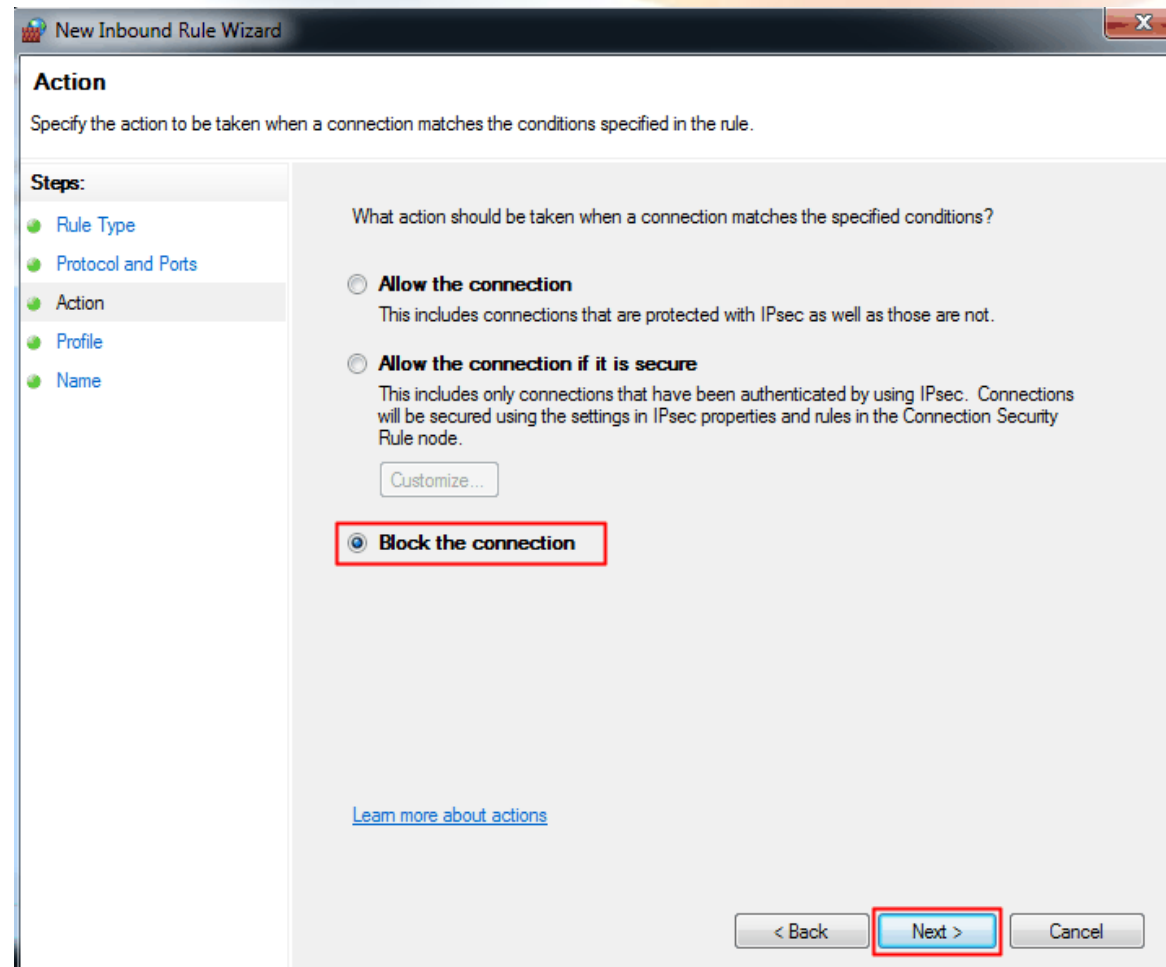 New Inbound Rule Wizard
Action
Specify the action to be taken when a connection matches the conditions specified in the rule.
Steps:
Rule Type
Protocol and Ports
Action
Profile
Name
What action should be taken when a connection matches the specified conditions?
Allow the connection
This includes connections that are protected with IPsec as well as those are not.
Allow the connection if it is secure
This includes only connections that have been authenticated by using IPsec. Connections
will be secured using the settings in IPsec properties and rules in the Connection Security
Rule node.
Customize...
Block the connection
Learn more about actions
< Back
Next >
Cancel